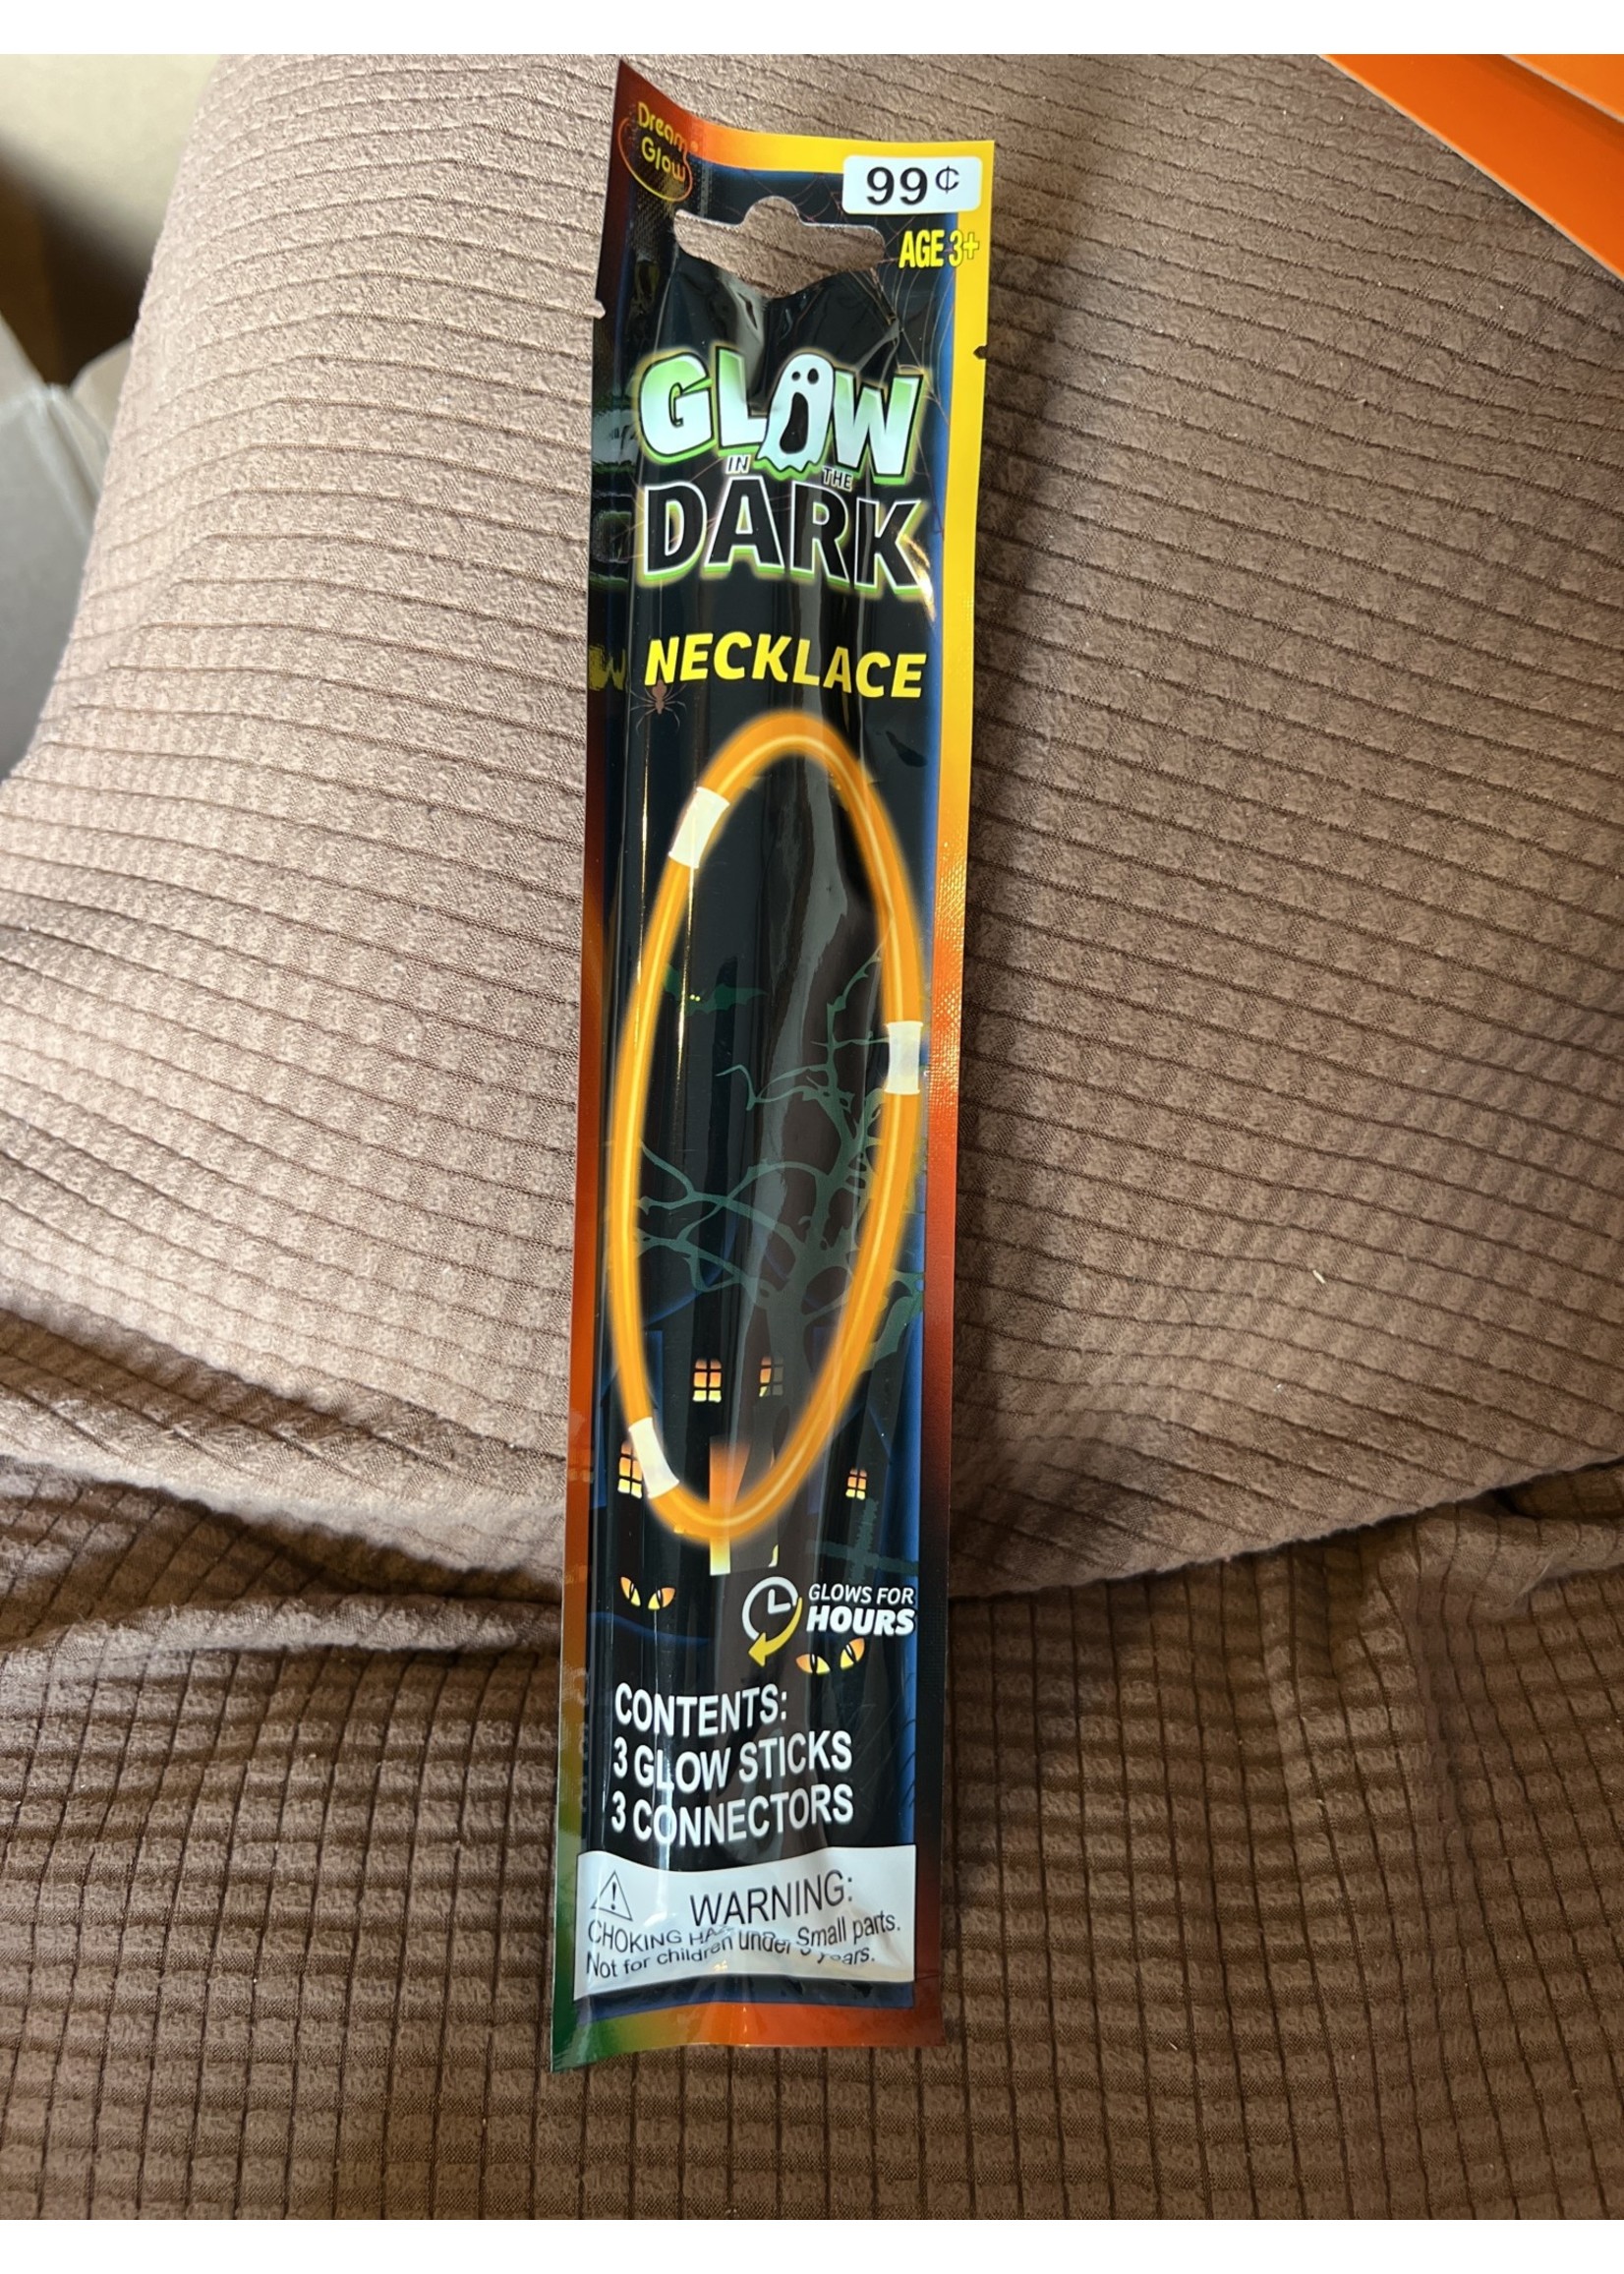 Dream
Glow
99¢
AGE 3+
GLOW
IN THE
DARK
NECKLACE
GLOWS FOR
HOURS
CONTENTS:
3 GLOW STICKS
3 CONNECTORS
WARNING:
CHOKING Small parts.
Not for children under years.